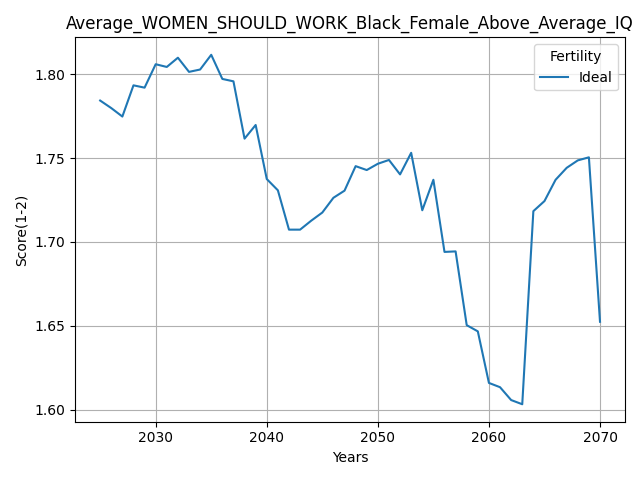 Average_WOMEN_SHOULD_WORK_Black_Female_Above_Average_IQ
Fertility
Ideal
1.80
1.75
1.70
1.65
1.60
Score(1-2)
2030 2040 2050 2060 2070
Years